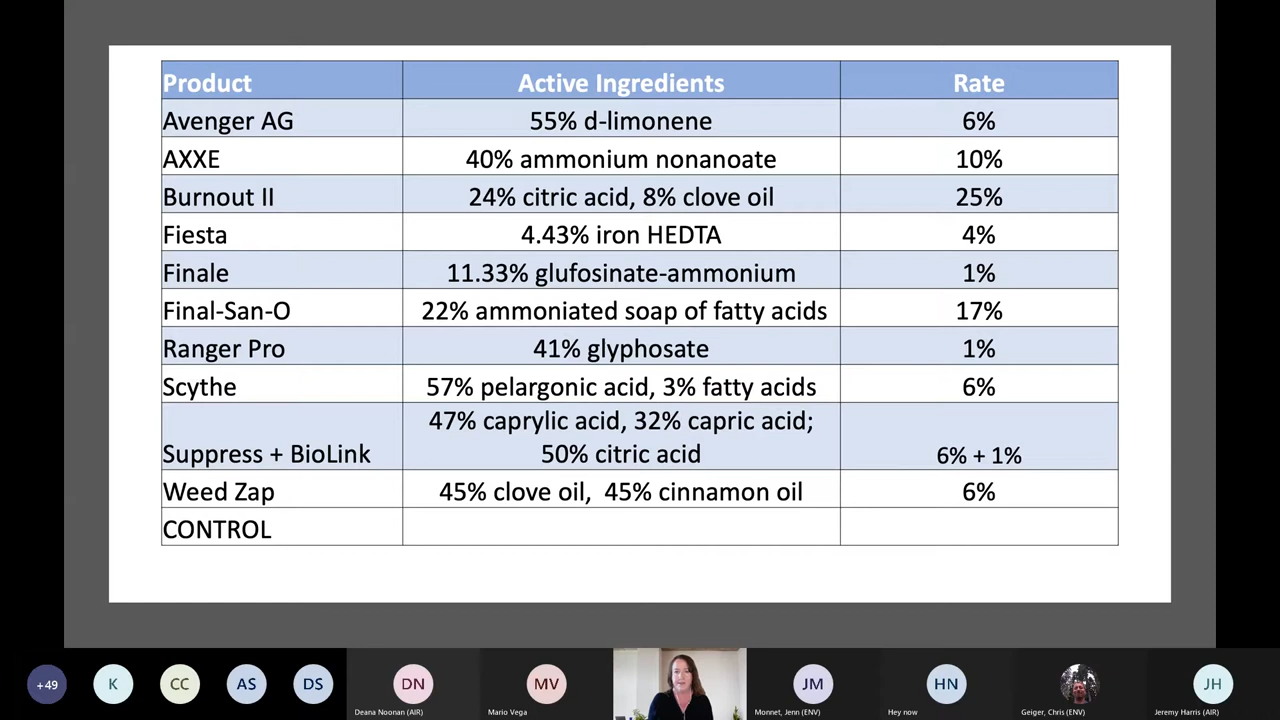 Product Active Ingredients Rate
Avenger AG 55% d-limonene 6%
AXXE 40% ammonium nonanoate 10%
Burnout II 24% citric acid, 8% clove oil 25%
Fiesta 4.43% iron HEDTA 4%
Finale 11.33% glufosinate-ammonium 1%
Final-San-O 22% ammoniated soap of fatty acids 17%
Ranger Pro 41% glyphosate 1%
Scythe 57% pelargonic acid, 3% fatty acids 6%
47% caprylic acid, 32% capric acid;
Suppress + BioLink 50% citric acid 6% + 1%
Weed Zap 45% clove oil, 45% cinnamon oil 6%
CONTROL
+49 K CC AS DS DN MV JM HN JH
Deana Noonan (AIR) Mario Vega Monnet, Jenn (ENV) Hey now Geiger, Chris (ENV) Jeremy Harris (AIR)